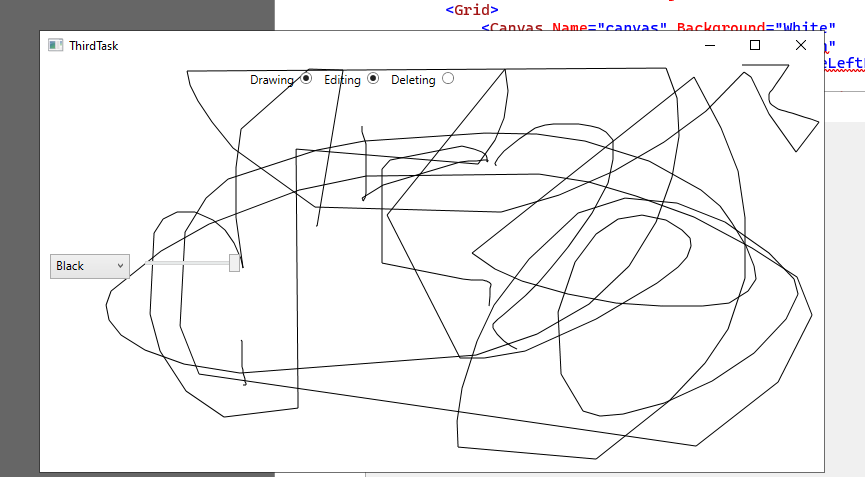 <Grid>
<Canvas Name="canvas" Background="White"
ThirdTask
Drawing Editing Deleting
Black